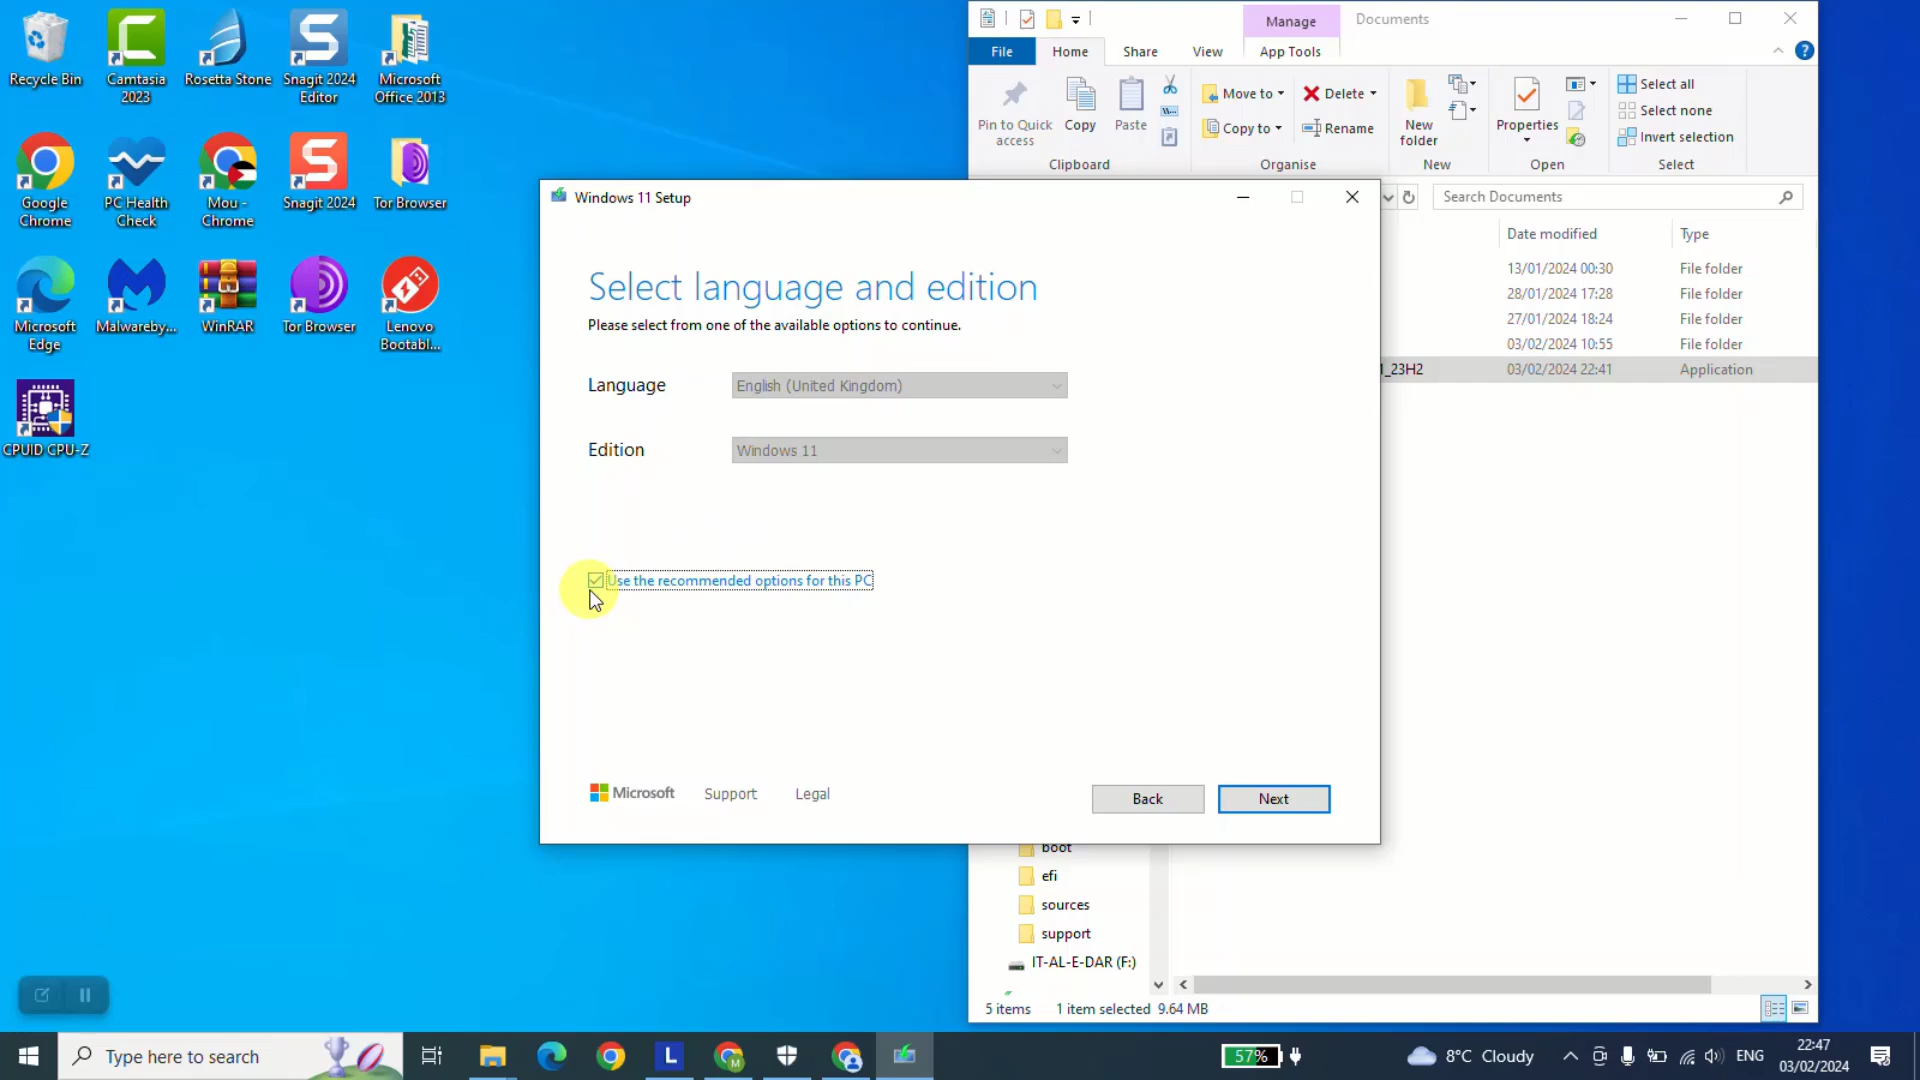 Recycle Bin
Camtasia 2023
Rosetta Stone
Snagit 2024 Editor
Microsoft Office 2013
Google Chrome
PC Health Check
Mou - Chrome
Snagit 2024
Tor Browser
Microsoft Edge
Malwareby...
WinRAR
Tor Browser
Lenovo Bootabl...
CPUID CPU-Z
Manage
Documents
File
Home
Share
View
App Tools
Pin to Quick access
Copy
Paste
Move to
Copy to
Delete
Rename
New folder
Properties
Select all
Select none
Invert selection
Clipboard
Organise
New
Open
Select
Search Documents
Date modified
Type
13/01/2024 00:30
File folder
28/01/2024 17:28
File folder
27/01/2024 18:24
File folder
03/02/2024 10:55
File folder
1_23H2
03/02/2024 22:41
Application
Windows 11 Setup
Select language and edition
Please select from one of the available options to continue.
Language
English (United Kingdom)
Edition
Windows 11
Use the recommended options for this PC
Microsoft
Support
Legal
Back
Next
boot
efi
sources
support
IT-AL-E-DAR (F:)
5 items
1 item selected 9.64 MB
Type here to search
L
M
57%
8°C Cloudy
ENG
22:47
03/02/2024